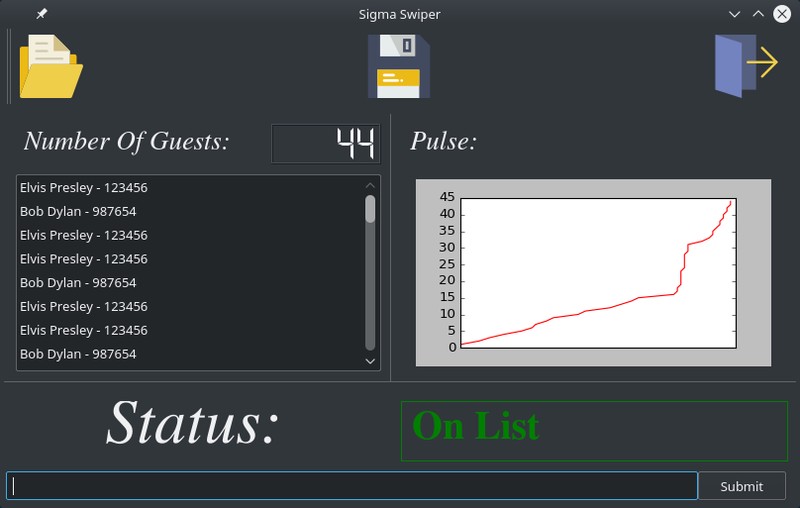 Sigma Swiper
Number Of Guests:
44
Pulse:
Elvis Presley - 123456
Bob Dylan - 987654
Elvis Presley - 123456
Elvis Presley - 123456
Bob Dylan - 987654
Elvis Presley - 123456
Elvis Presley - 123456
Bob Dylan - 987654
45
40
35
30
25
20
15
10
5
0
Status:
On List
Submit